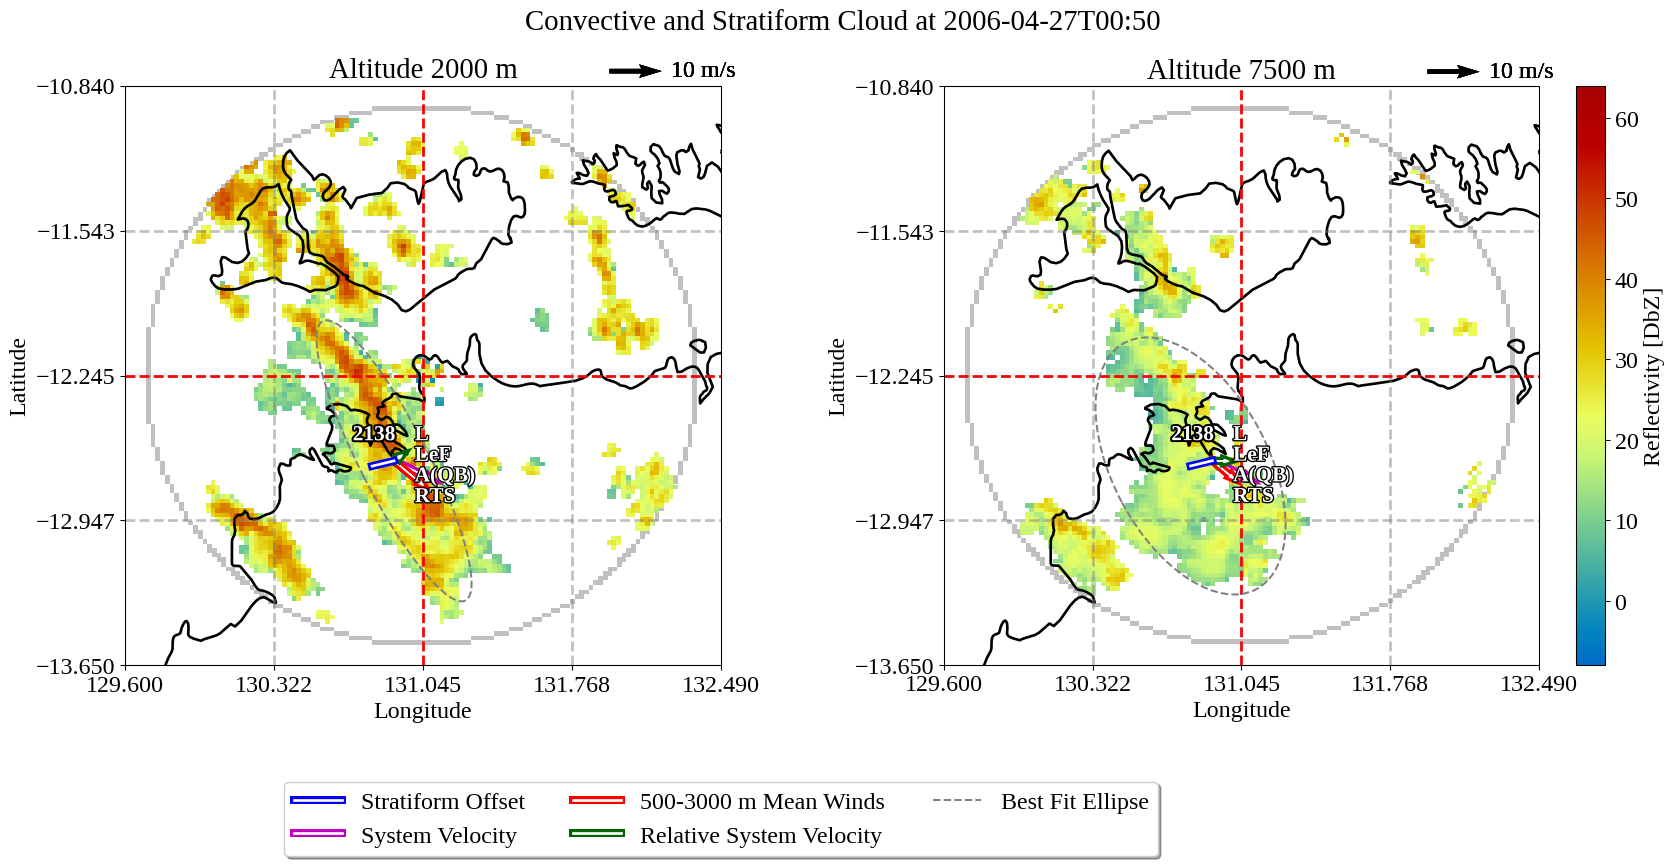 Convective and Stratiform Cloud at 2006-04-27T00:50
Altitude 2000 m
10 m/s
−10.840
−11.543
−12.245
−12.947
−13.650
Latitude
2138
L
LeF
A(QB)
RTS
129.600
130.322
131.045
131.768
132.490
Longitude
Altitude 7500 m
10 m/s
−10.840
−11.543
−12.245
−12.947
−13.650
Latitude
2138
L
LeF
A(QB)
RTS
129.600
130.322
131.045
131.768
132.490
Longitude
60
50
40
30
20
10
0
Reflectivity [DbZ]
Stratiform Offset
System Velocity
500-3000 m Mean Winds
Relative System Velocity
Best Fit Ellipse